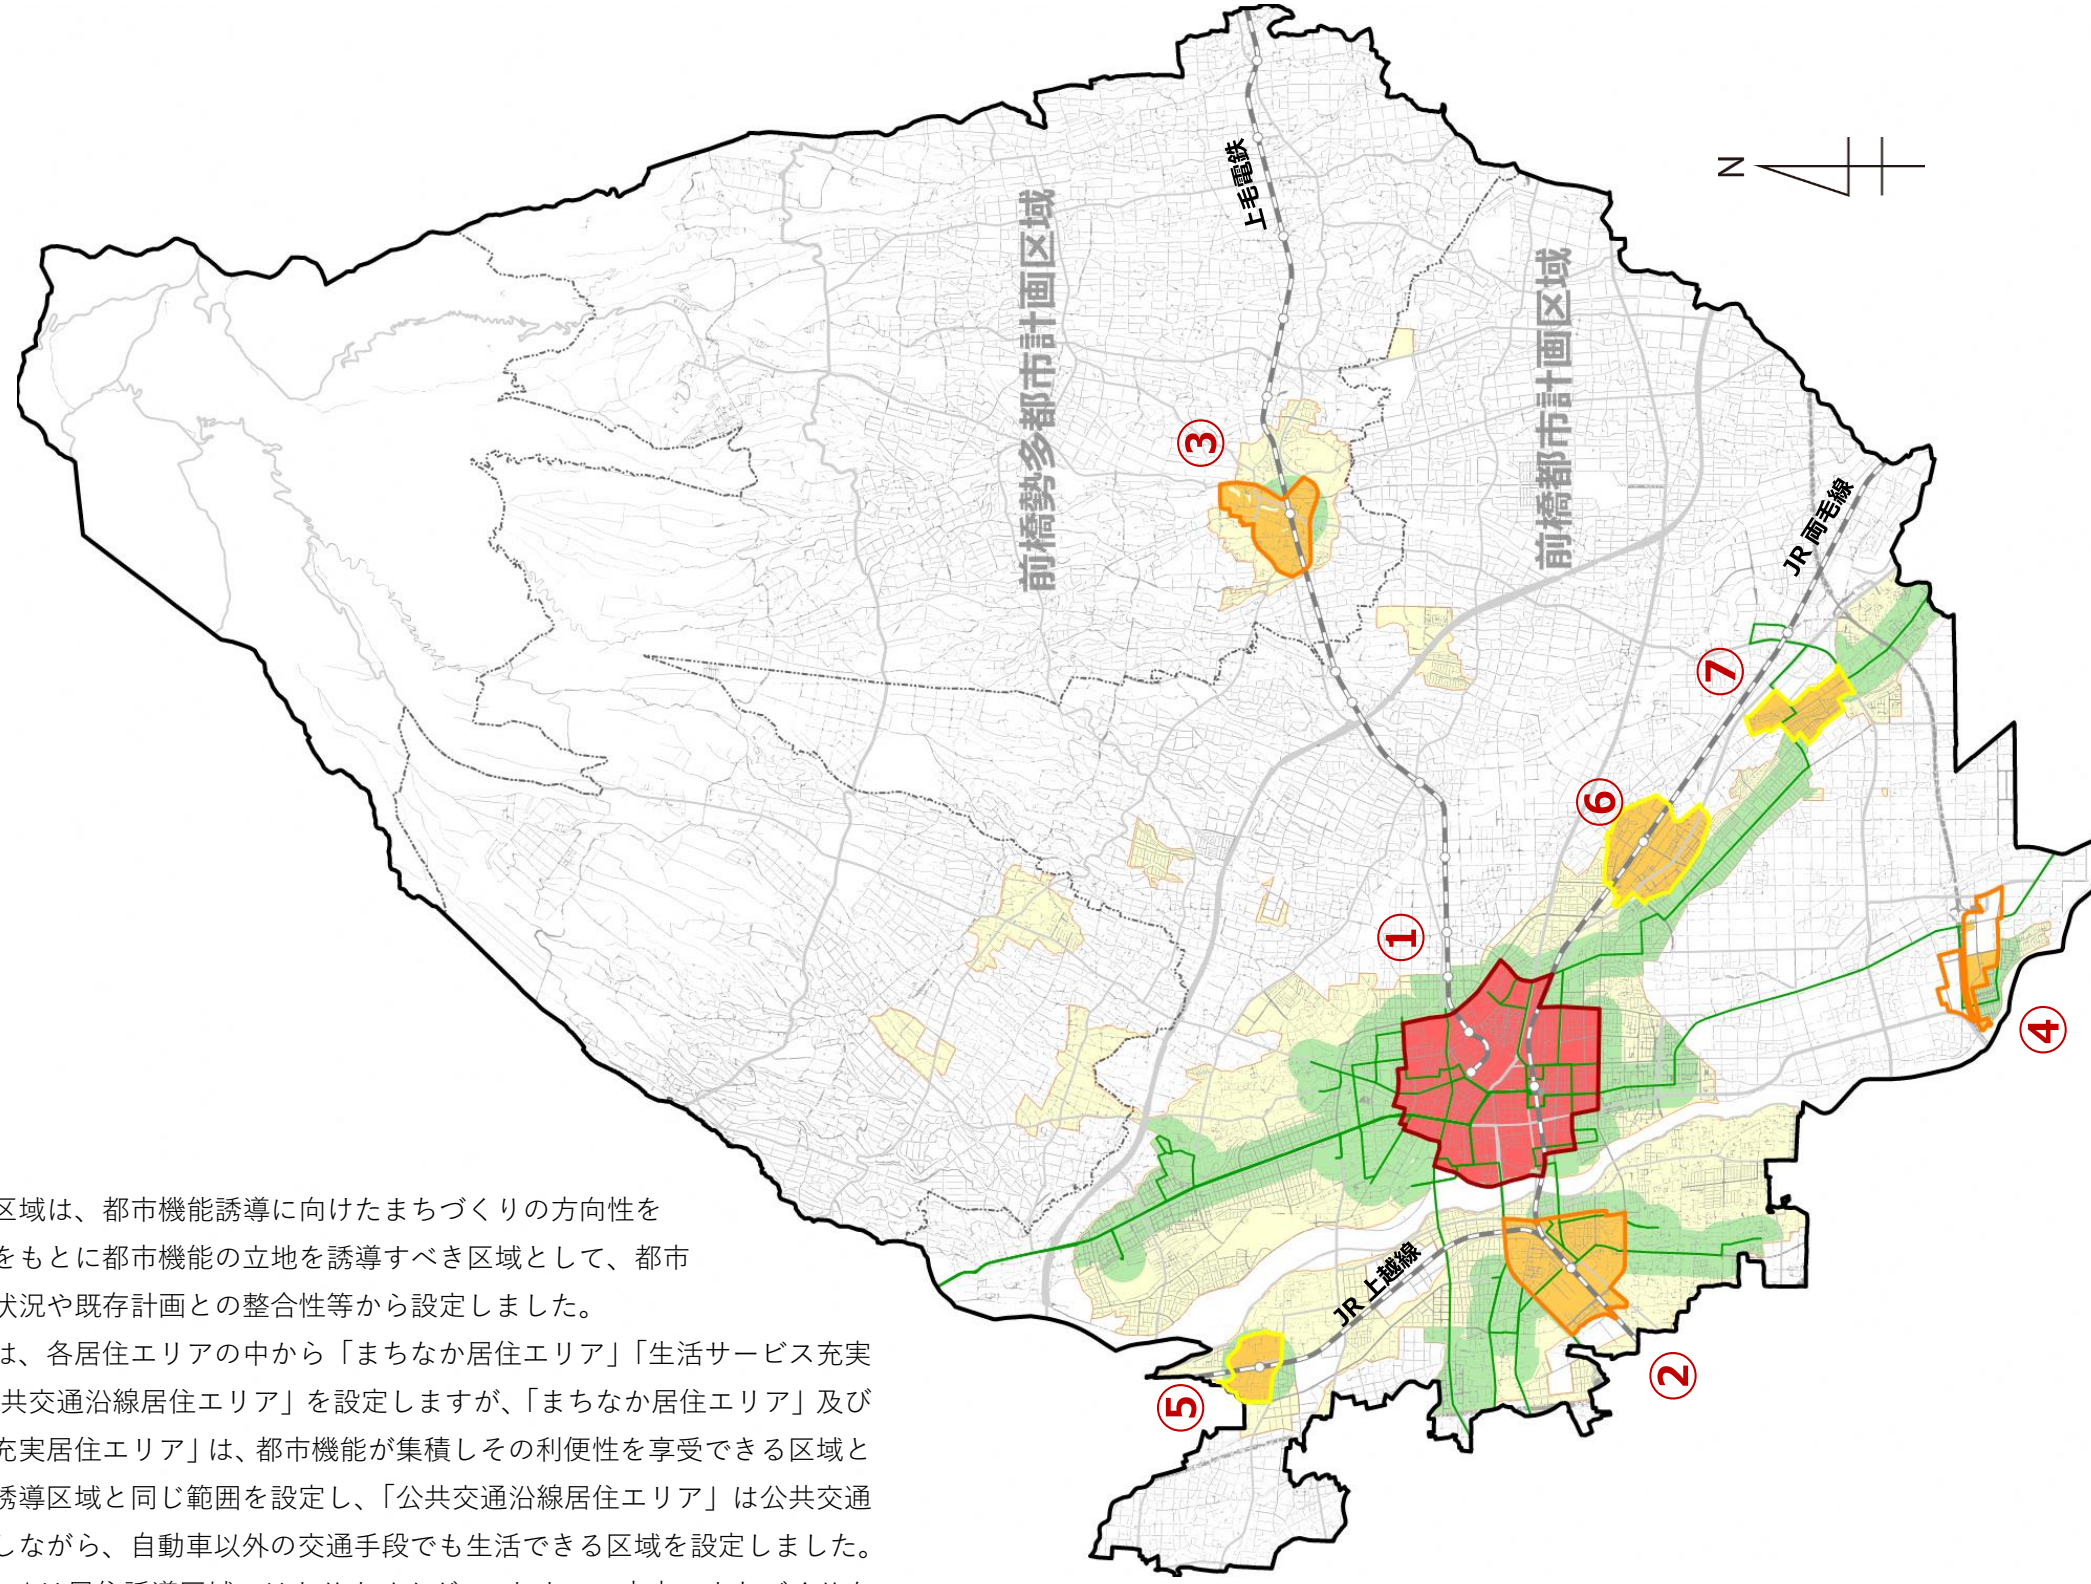 N
上毛電鉄
前橋勢多都市計画区域
前橋都市計画区域
③
JR 両毛線
⑦
⑥
①
④
JR 上越線
②
⑤
区域は、都市機能誘導に向けたまちづくりの方向性を
をもとに都市機能の立地を誘導すべき区域として、都市
状況や既存計画との整合性等から設定しました。
は、各居住エリアの中から「まちなか居住エリア」「生活サービス充実
共交通沿線居住エリア」を設定しますが、「まちなか居住エリア」及び
充実居住エリア」は、都市機能が集積しその利便性を享受できる区域と
誘導区域と同じ範囲を設定し、「公共交通沿線居住エリア」は公共交通
しながら、自動車以外の交通手段でも生活できる区域を設定しました。